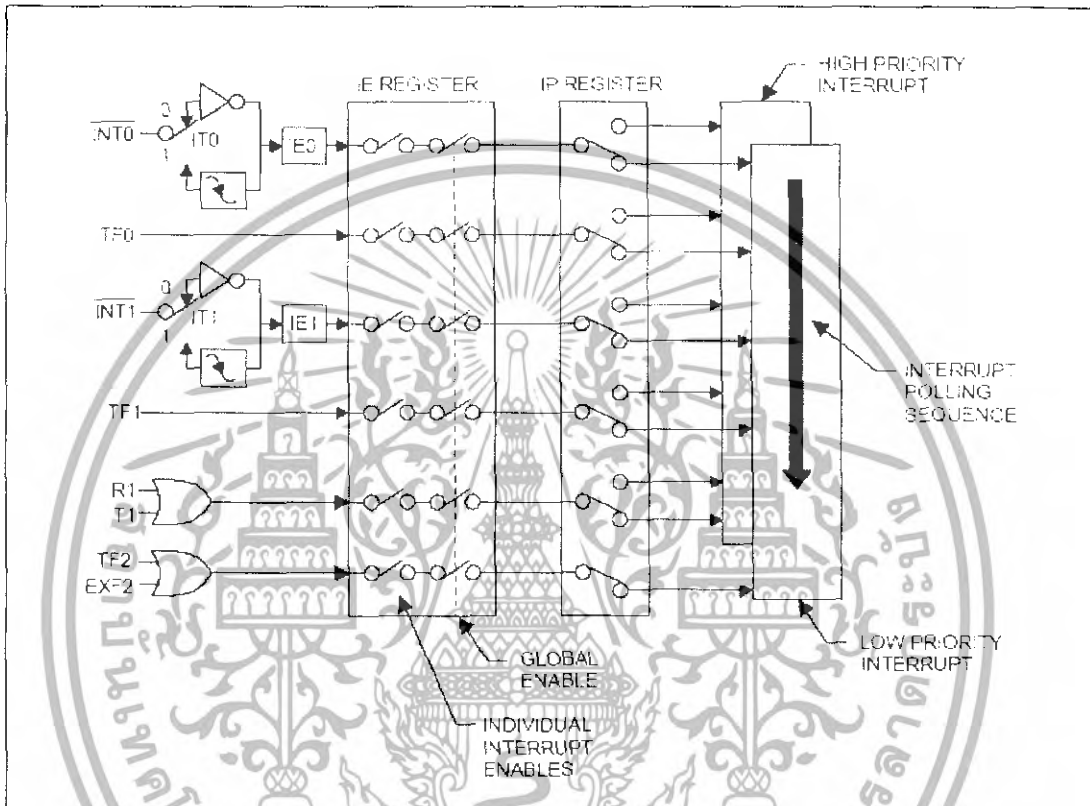 HIGH PRIORITY
INTERRUPT
IE REGISTER
IP REGISTER
0
INT0
IT0
1
IE0
TF0
0
INT1
IT1
1
IE1
INTERRUPT
POLLING
SEQUENCE
TF1
R1
T1
TF2
EXF2
LOW PRIORITY
INTERRUPT
GLOBAL
ENABLE
INDIVIDUAL
INTERRUPT
ENABLES